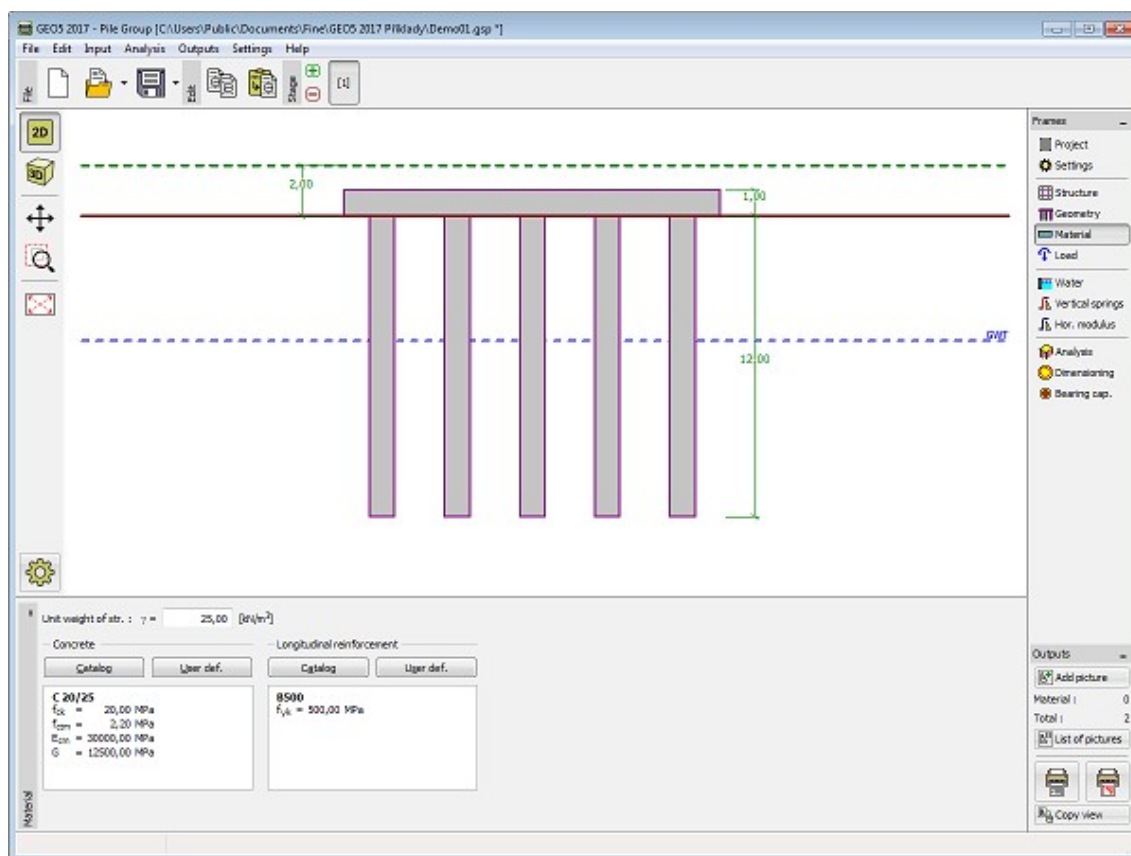 GEO5 2017 - Pile Group [C:\Users\Public\Documents\Fine\GEO5 2017 Příklady\Demo01.gsp *]
File Edit Input Analysis Outputs Settings Help
File
Edit
Stage
[1]
2D
3D
2,00
1,00
GWT
12,00
Frames
Project
Settings
Structure
Geometry
Material
Load
Water
Vertical springs
Hor. modulus
Analysis
Dimensioning
Bearing cap.
Unit weight of str. : γ = 25,00 [kN/m³]
Concrete
Catalog User def.
C 20/25
fck = 20,00 MPa
fctm = 2,20 MPa
Ecm = 30000,00 MPa
G = 12500,00 MPa
Longitudinal reinforcement
Catalog User def.
B500
fyk = 500,00 MPa
Material
Outputs
Add picture
Material : 0
Total : 2
List of pictures
Copy view